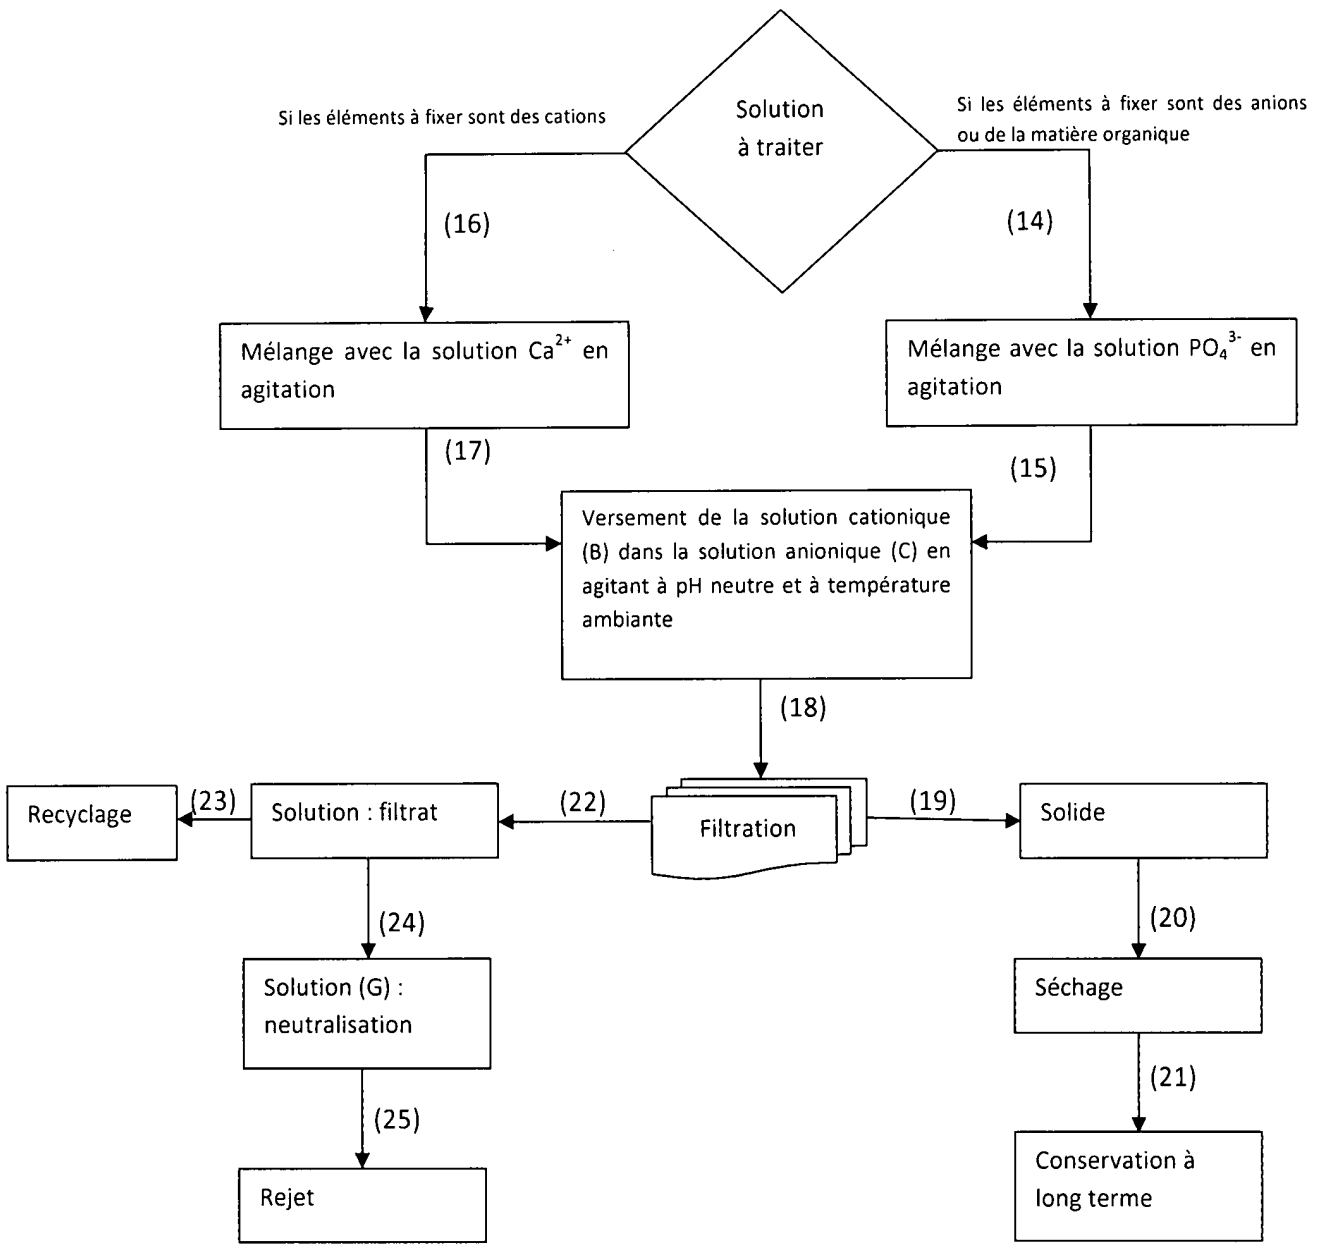 Solution
à traiter
Si les éléments à fixer sont des cations
Si les éléments à fixer sont des anions
ou de la matière organique
(16)
(14)
Mélange avec la solution Ca²⁺ en
agitation
Mélange avec la solution PO₄³⁻ en
agitation
(17)
(15)
Versement de la solution cationique
(B) dans la solution anionique (C) en
agitant à pH neutre et à température
ambiante
(18)
Recyclage
(23)
Solution : filtrat
(22)
Filtration
(19)
Solide
(24)
(20)
Solution (G) :
neutralisation
Séchage
(25)
(21)
Rejet
Conservation à
long terme